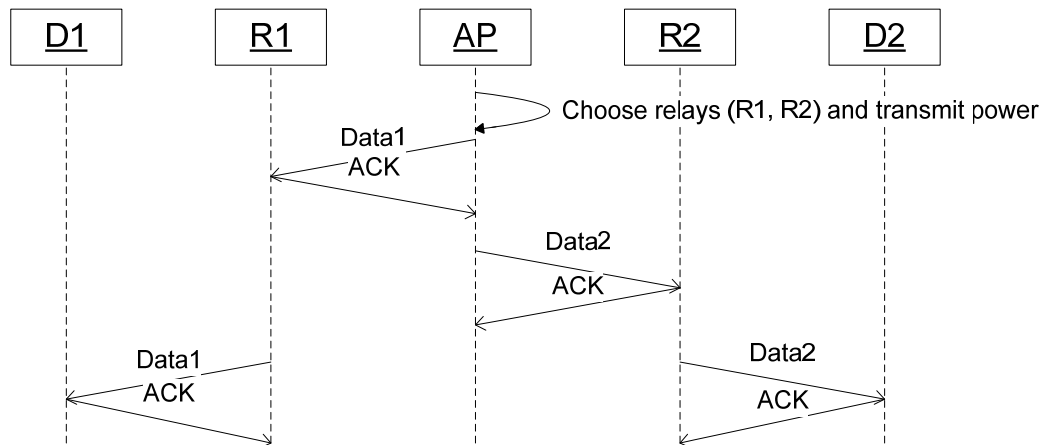 D1
R1
AP
R2
D2
Choose relays (R1, R2) and transmit power
Data1
ACK
Data2
ACK
Data1
ACK
Data2
ACK